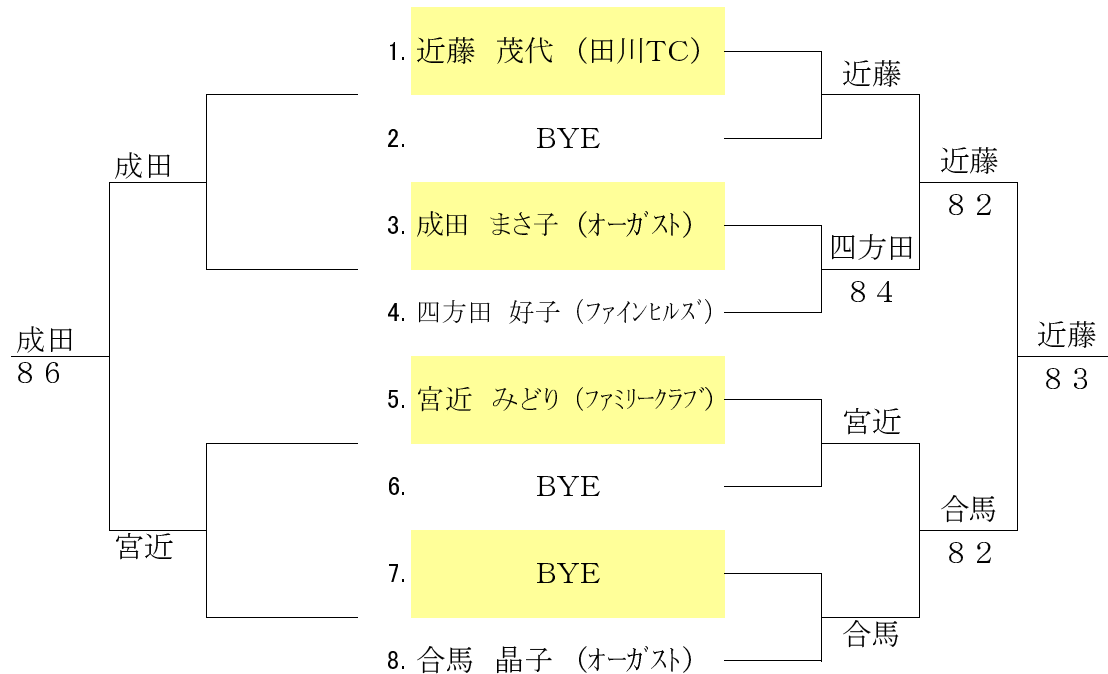 1. 近藤　茂代　（田川TC）
近藤
2. BYE
成田
近藤
８２
3. 成田　まさ子　（オーガスト）
四方田
８４
4. 四方田　好子　（ファインヒルズ）
成田
８６
近藤
８３
5. 宮近　みどり　（ファミリークラブ）
宮近
6. BYE
合馬
８２
宮近
7. BYE
合馬
8. 合馬　晶子　（オーガスト）